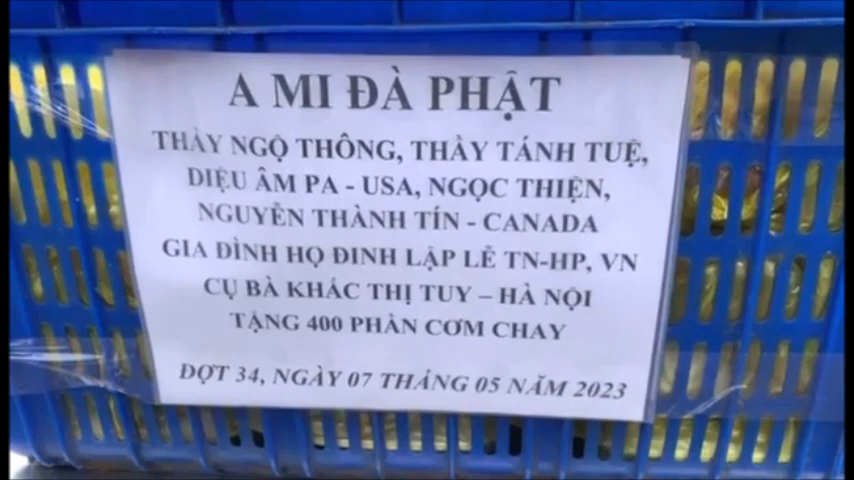 A MI ĐÀ PHẬT
THẦY NGỘ THÔNG, THẦY TÁNH TUỆ,
DIỆU ÂM PA - USA, NGỌC THIỆN,
NGUYỄN THÀNH TÍN - CANADA
GIA ĐÌNH HỌ ĐINH LẬP LỄ TN-HP, VN
CỤ BÀ KHẮC THỊ TUY – HÀ NỘI
TẶNG 400 PHẦN CƠM CHAY
ĐỢT 34, NGÀY 07 THÁNG 05 NĂM 2023